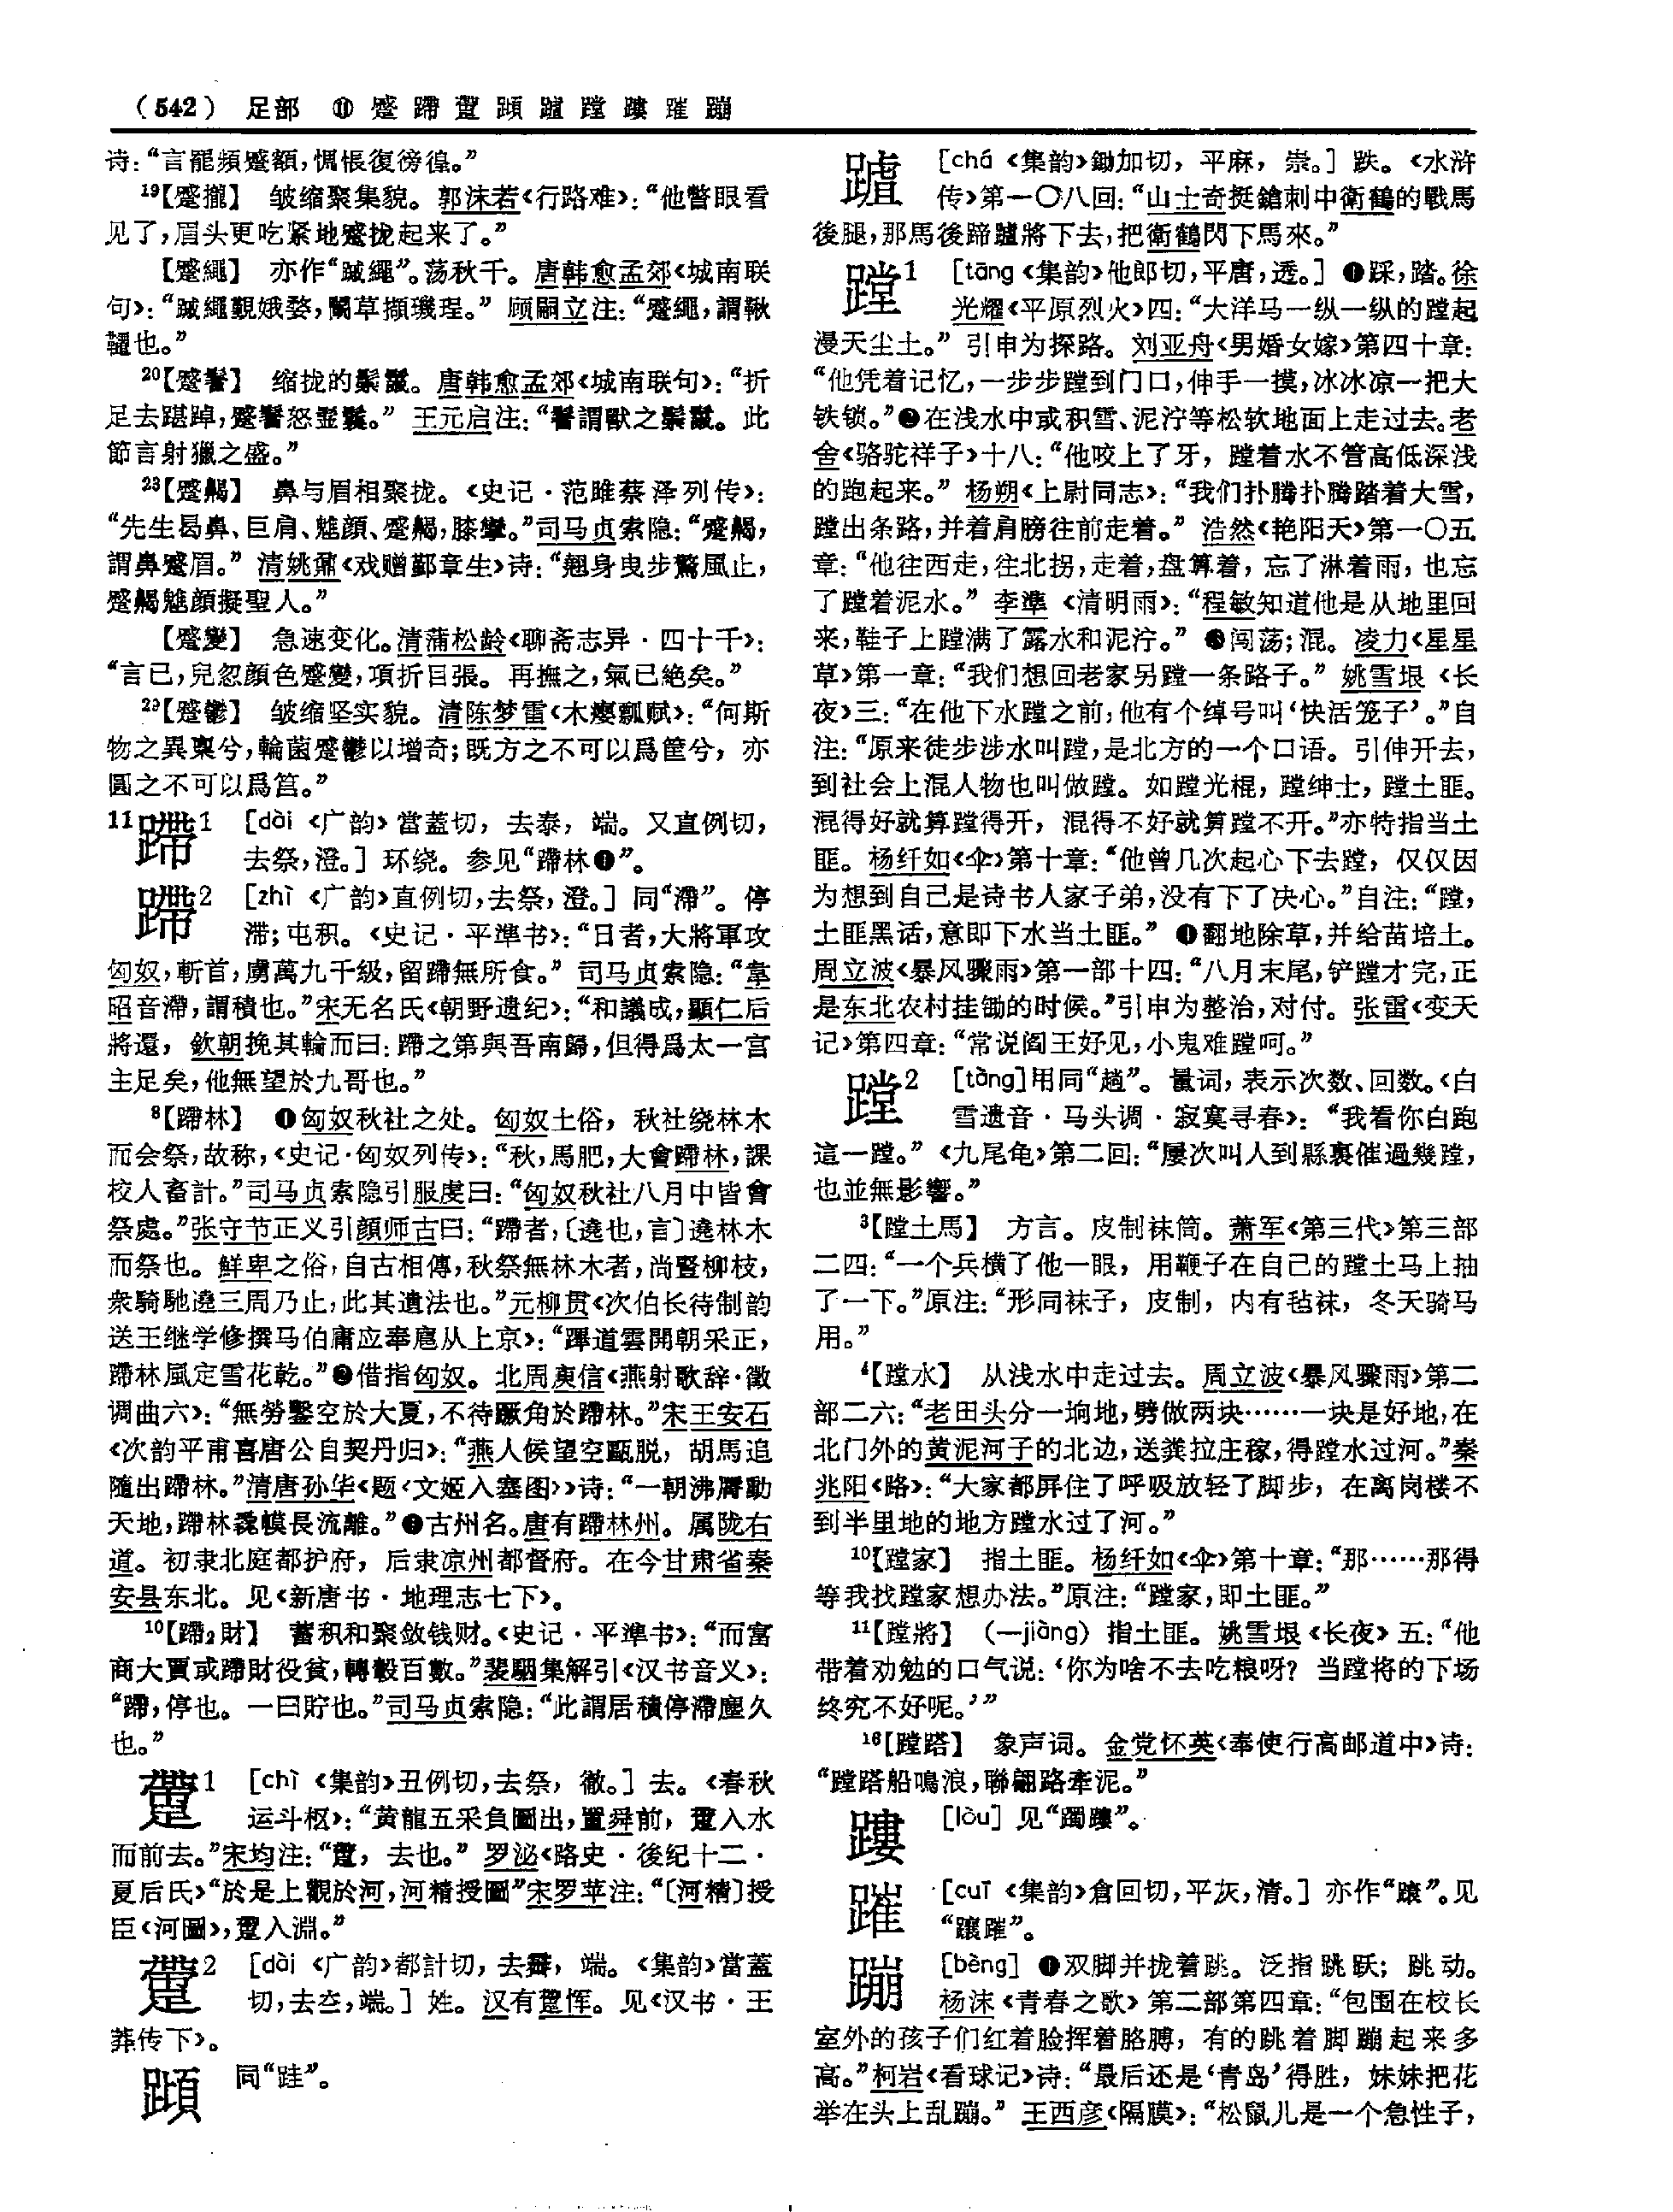 (542) 足部 ⑪ 蹙 蹛 䠠 䠔 䠡 蹚 䠙 蹱 蹦
诗：“言罷頻蹙額，惆悵復徬徨。”
19【蹙攏】 皱缩聚集貌。郭沫若《行路难》：“他瞥眼看
见了，眉头更吃紧地蹙拢起来了。”
【蹙繩】 亦作“蹴繩”。荡秋千。唐韩愈孟郊《城南联
句》：“蹴繩覲娥婺，鬭草擷璣珵。” 顾嗣立注：“蹙繩，謂鞦
韆也。”
20【蹙鬐】 缩拢的鬃鬣。唐韩愈孟郊《城南联句》：“折
足去踸踔，蹙鬐怒䰄鬡。” 王元启注：“鬐謂獸之鬃鬣。此
節言射獵之盛。”
23【蹙齃】 鼻与眉相聚拢。《史记·范雎蔡泽列传》：
“先生曷鼻、巨肩、魋顔、蹙齃，膝攣。”司马贞索隐：“蹙齃，
謂鼻蹙眉。” 清姚鼐《戏赠鄞章生》诗：“翹身曳步驚風止，
蹙齃魋顔擬聖人。”
【蹙變】 急速变化。清蒲松龄《聊斋志异·四十千》：
“言已，兒忽顔色蹙變，項折目張。再撫之，氣已絶矣。”
29【蹙鬱】 皱缩坚实貌。清陈梦雷《木癭瓢赋》：“何斯
物之異稟兮，輪菌蹙鬱以增奇；既方之不可以爲筐兮，亦
圓之不可以爲筥。”
11蹛1 [dài 《广韵》當蓋切，去泰，端。又直例切，
去祭，澄。] 环绕。参见“蹛林❶”。
蹛2 [zhì 《广韵》直例切，去祭，澄。] 同“滯”。停
滞；屯积。《史记·平準书》：“日者，大將軍攻
匈奴，斬首，虜萬九千級，留蹛無所食。” 司马贞索隐：“韋
昭音滯，謂積也。”宋无名氏《朝野遗纪》：“和議成，顯仁后
將還，欽朝挽其輪而曰：蹛之第與吾南歸，但得爲太一宫
主足矣，他無望於九哥也。”
8【蹛林】 ❶匈奴秋社之处。匈奴土俗，秋社绕林木
而会祭，故称，《史记·匈奴列传》：“秋，馬肥，大會蹛林，課
校人畜計。”司马贞索隐引服虔曰：“匈奴秋社八月中皆會
祭處。”张守节正义引顔师古曰：“蹛者，〔遶也，言〕遶林木
而祭也。鮮卑之俗，自古相傳，秋祭無林木者，尚豎柳枝，
衆騎馳遶三周乃止，此其遺法也。”元柳贯《次伯长待制韵
送王继学修撰马伯庸应奉扈从上京》：“蹕道雲開朝采正，
蹛林風定雪花乾。”❷借指匈奴。北周庾信《燕射歌辞·徵
调曲六》：“無勞鑿空於大夏，不待蹶角於蹛林。”宋王安石
《次韵平甫喜唐公自契丹归》：“燕人候望空甌脱，胡馬追
隨出蹛林。”清唐孙华《题〈文姬入塞图〉》诗：“一朝沸脣動
天地，蹛林毳幙長流離。”❸古州名。唐有蹛林州。属陇右
道。初隶北庭都护府，后隶凉州都督府。在今甘肃省秦
安县东北。见《新唐书·地理志七下》。
10【蹛2財】 蓄积和聚敛钱财。《史记·平準书》：“而富
商大賈或蹛財役貧，轉轂百數。”裴駰集解引《汉书音义》：
“蹛，停也。一曰貯也。”司马贞索隐：“此謂居積停滯塵久
也。”
䠠1 [chì 《集韵》丑例切，去祭，徹。] 去。《春秋
运斗枢》：“黄龍五采負圖出，置舜前，䠠入水
而前去。”宋均注：“䠠，去也。” 罗泌《路史·後纪十二·
夏后氏》“於是上觀於河，河精授圖”宋罗苹注：“〔河精〕授
臣《河圖》，䠠入淵。”
䠠2 [dài 《广韵》都計切，去霽，端。《集韵》當蓋
切，去夳，端。] 姓。汉有䠠恽。见《汉书·王
莽传下》。
䠔 同“跬”。
䠡 [chá 《集韵》鋤加切，平麻，崇。] 跌。《水浒
传》第一〇八回：“山士奇挺鎗刺中衛鶴的戰馬
後腿，那馬後蹄䠡將下去，把衛鶴閃下馬來。”
蹚1 [tāng 《集韵》他郎切，平唐，透。] ❶踩，踏。徐
光耀《平原烈火》四：“大洋马一纵一纵的蹚起
漫天尘土。” 引申为探路。刘亚舟《男婚女嫁》第四十章：
“他凭着记忆，一步步蹚到门口，伸手一摸，冰冰凉一把大
铁锁。”❷在浅水中或积雪、泥泞等松软地面上走过去。老
舍《骆驼祥子》十八：“他咬上了牙，蹚着水不管高低深浅
的跑起来。” 杨朔《上尉同志》：“我们扑腾扑腾踏着大雪，
蹚出条路，并着肩膀往前走着。” 浩然《艳阳天》第一〇五
章：“他往西走，往北拐，走着，盘算着，忘了淋着雨，也忘
了蹚着泥水。” 李準《清明雨》：“程敏知道他是从地里回
来，鞋子上蹚满了露水和泥泞。” ❸闯荡；混。凌力《星星
草》第一章：“我们想回老家另蹚一条路子。” 姚雪垠《长
夜》三：“在他下水蹚之前，他有个绰号叫‘快活笼子’。”自
注：“原来徒步涉水叫蹚，是北方的一个口语。引伸开去，
到社会上混人物也叫做蹚。如蹚光棍，蹚绅士，蹚土匪。
混得好就算蹚得开，混得不好就算蹚不开。”亦特指当土
匪。杨纤如《伞》第十章：“他曾几次起心下去蹚，仅仅因
为想到自己是诗书人家子弟，没有下了决心。”自注：“蹚，
土匪黑话，意即下水当土匪。” ❹翻地除草，并给苗培土。
周立波《暴风骤雨》第一部十四：“八月末尾，铲蹚才完，正
是东北农村挂锄的时候。”引申为整治，对付。张雷《变天
记》第四章：“常说阎王好见，小鬼难蹚呵。”
蹚2 [tàng]用同“趟”。量词，表示次数、回数。《白
雪遗音·马头调·寂寞寻春》：“我看你白跑
這一蹚。” 《九尾龟》第二回：“屢次叫人到縣裏催過幾蹚，
也並無影響。”
3【蹚土馬】 方言。皮制袜筒。萧军《第三代》第三部
二四：“一个兵横了他一眼，用鞭子在自己的蹚土马上抽
了一下。”原注：“形同袜子，皮制，内有毡袜，冬天骑马
用。”
4【蹚水】 从浅水中走过去。周立波《暴风骤雨》第二
部二六：“老田头分一垧地，劈做两块……一块是好地，在
北门外的黄泥河子的北边，送粪拉庄稼，得蹚水过河。”秦
兆阳《路》：“大家都屏住了呼吸放轻了脚步，在离岗楼不
到半里地的地方蹚水过了河。”
10【蹚家】 指土匪。杨纤如《伞》第十章：“那……那得
等我找蹚家想办法。”原注：“蹚家，即土匪。”
11【蹚將】 (—jiàng) 指土匪。姚雪垠《长夜》五：“他
带着劝勉的口气说：‘你为啥不去吃粮呀？当蹚将的下场
终究不好呢。’”
16【蹚蹋】 象声词。金党怀英《奉使行高邮道中》诗：
“蹚蹋船鳴浪，聯翩路牽泥。”
䠙 [lòu] 见“躅䠙”。
蹱 [cuī 《集韵》倉回切，平灰，清。] 亦作“踓”。见
“躟蹱”。
蹦 [bèng] ❶双脚并拢着跳。泛指跳跃；跳动。
杨沫《青春之歌》第二部第四章：“包围在校长
室外的孩子们红着脸挥着胳膊，有的跳着脚蹦起来多
高。”柯岩《看球记》诗：“最后还是‘青岛’得胜，妹妹把花
举在头上乱蹦。” 王西彦《隔膜》：“松鼠儿是一个急性子，